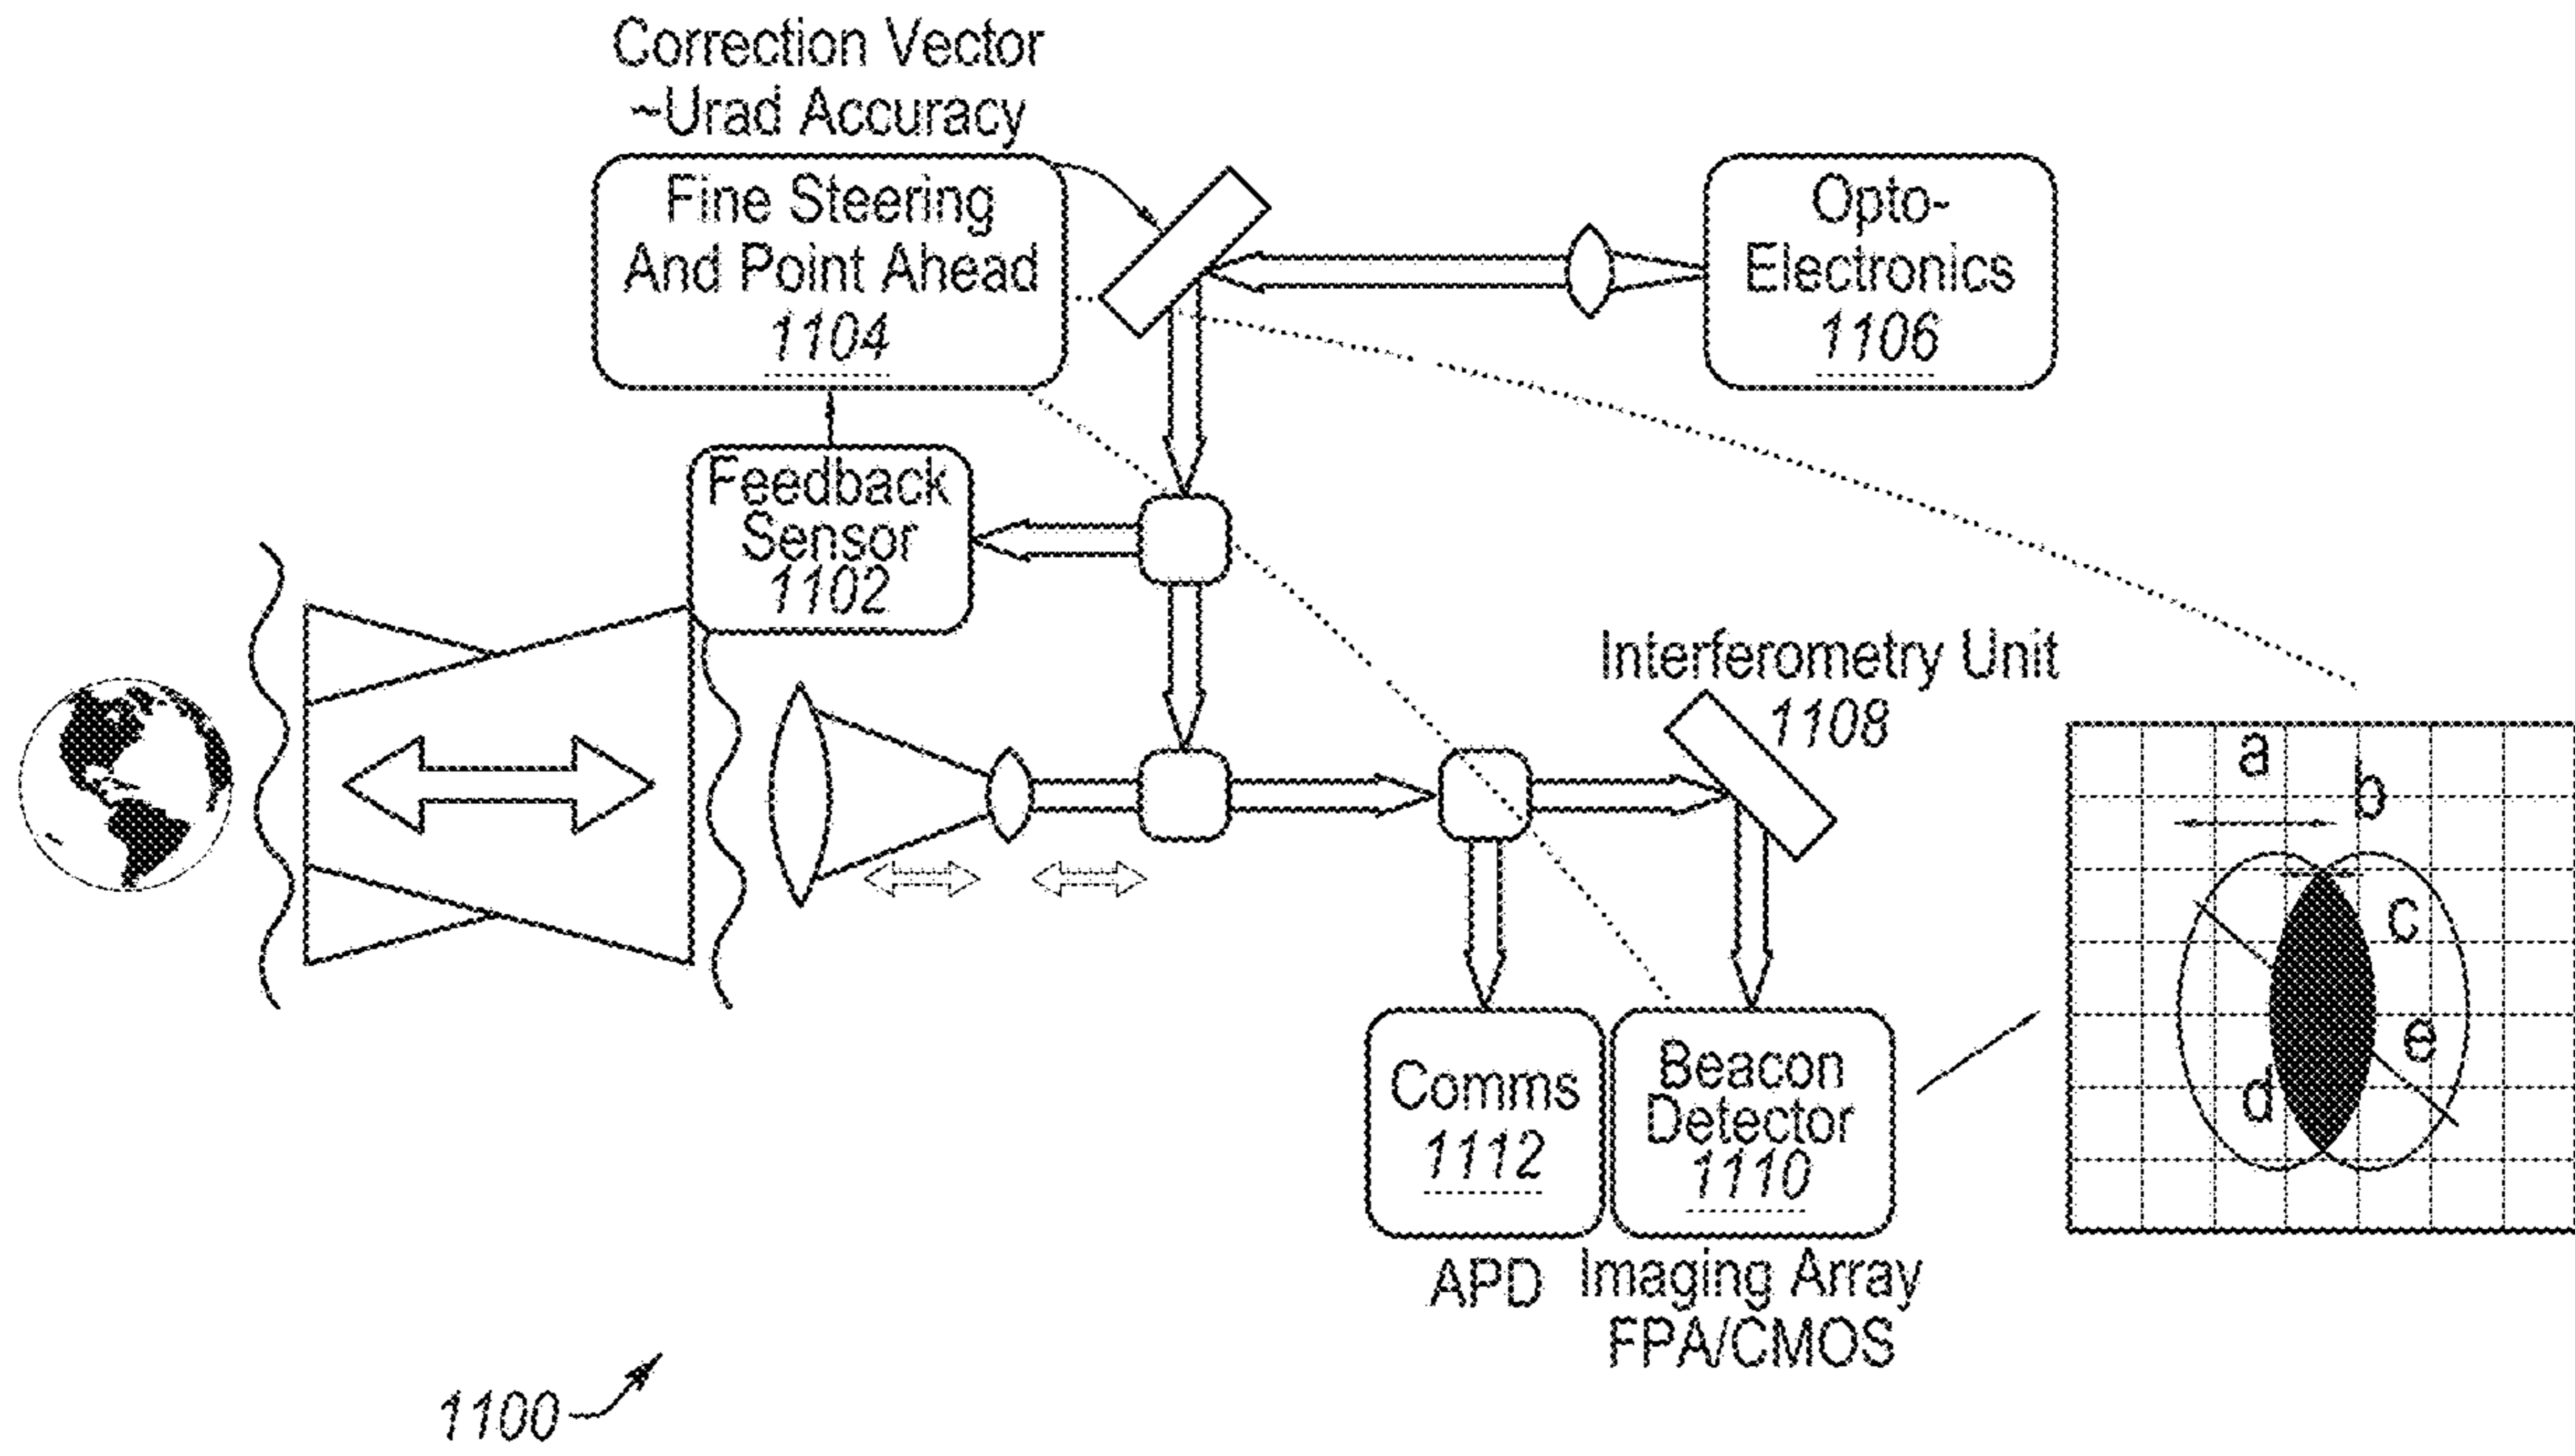 Correction Vector
~Urad Accuracy
Fine Steering
And Point Ahead
1104
Opto-
Electronics
1106
Feedback
Sensor
1102
Interferometry Unit
1108
a
b
c
d
e
Comms
1112
APD
Beacon
Detector
1110
Imaging Array
FPA/CMOS
1100